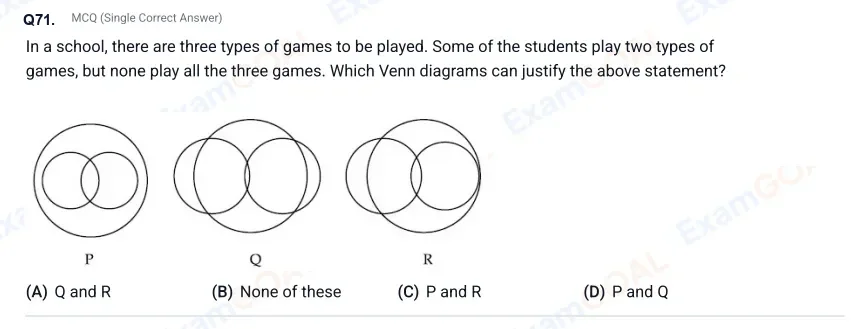 Q71. MCQ (Single Correct Answer)
In a school, there are three types of games to be played. Some of the students play two types of
games, but none play all the three games. Which Venn diagrams can justify the above statement?
P Q R
(A) Q and R (B) None of these (C) P and R (D) P and Q
ExamGOAL